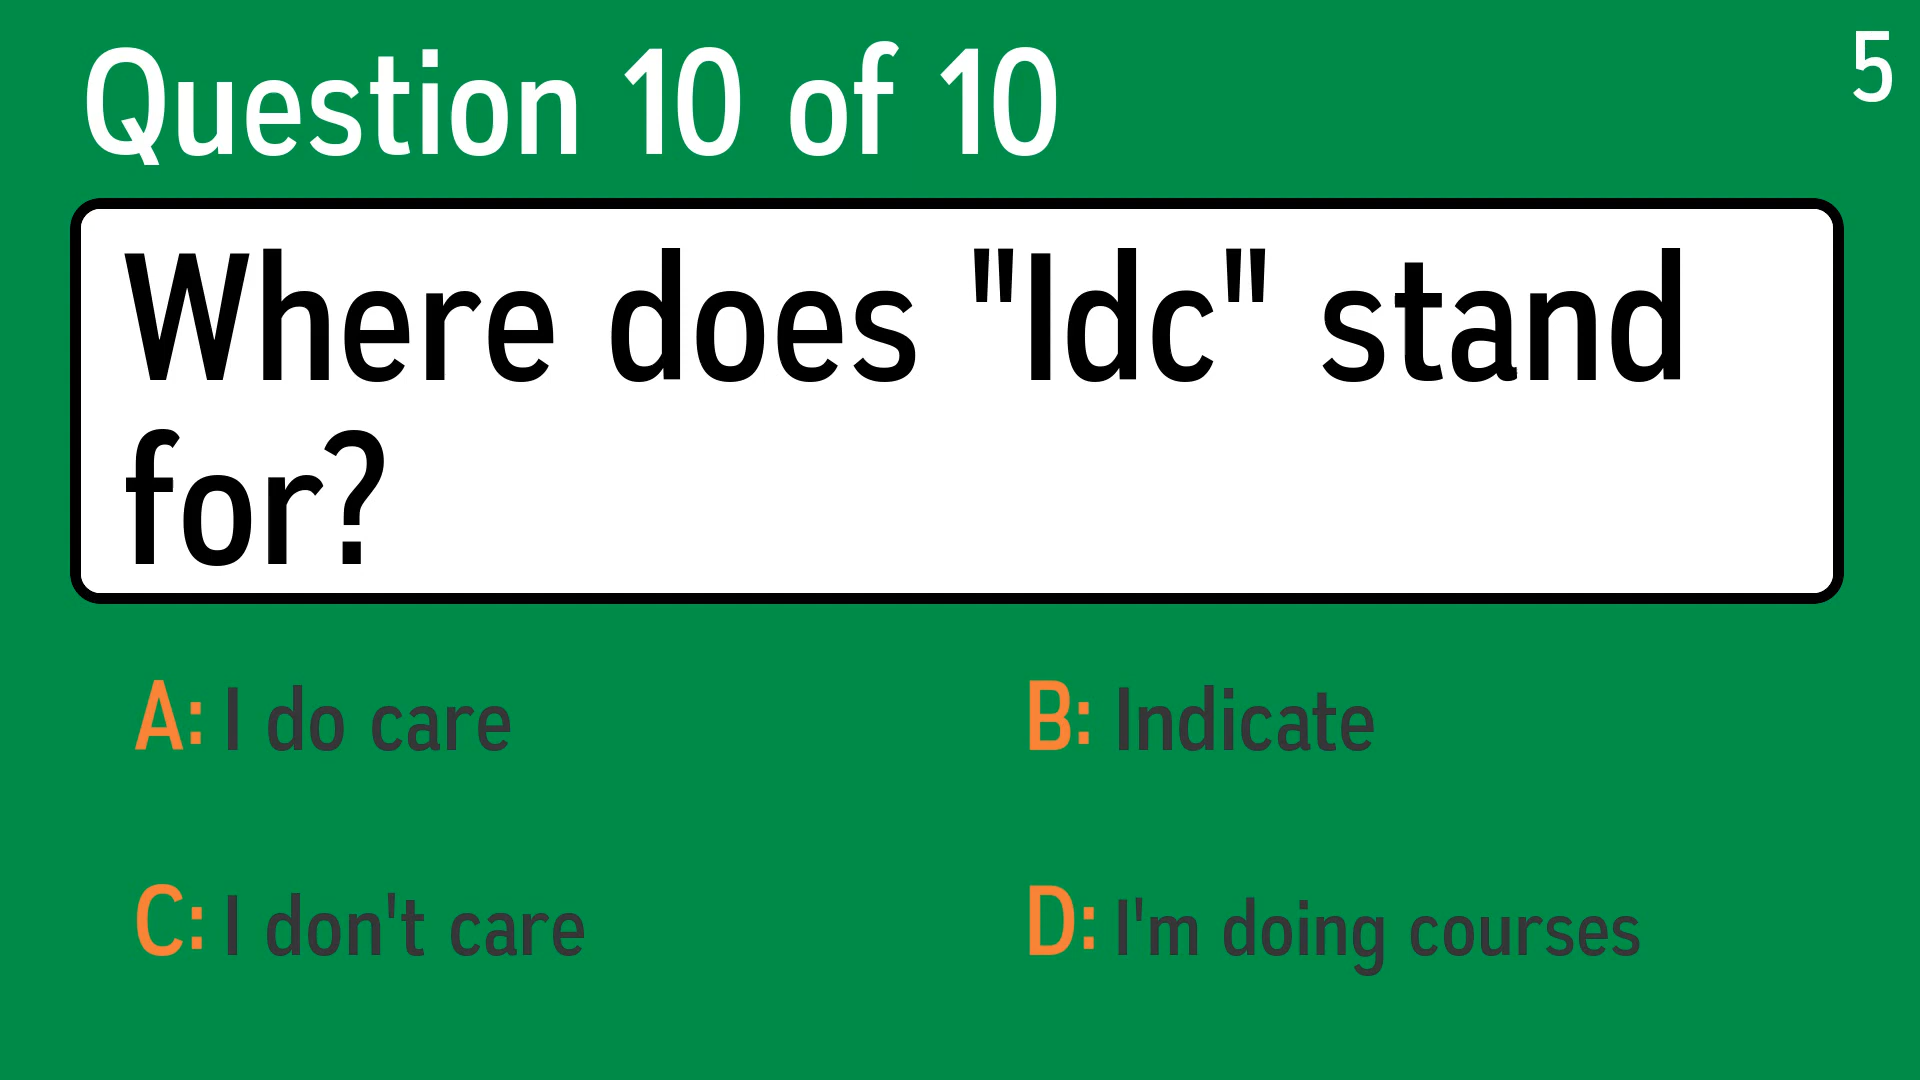 Question 10 of 10
5
Where does "Idc" stand
for?
A: I do care
B: Indicate
C: I don't care
D: I'm doing courses